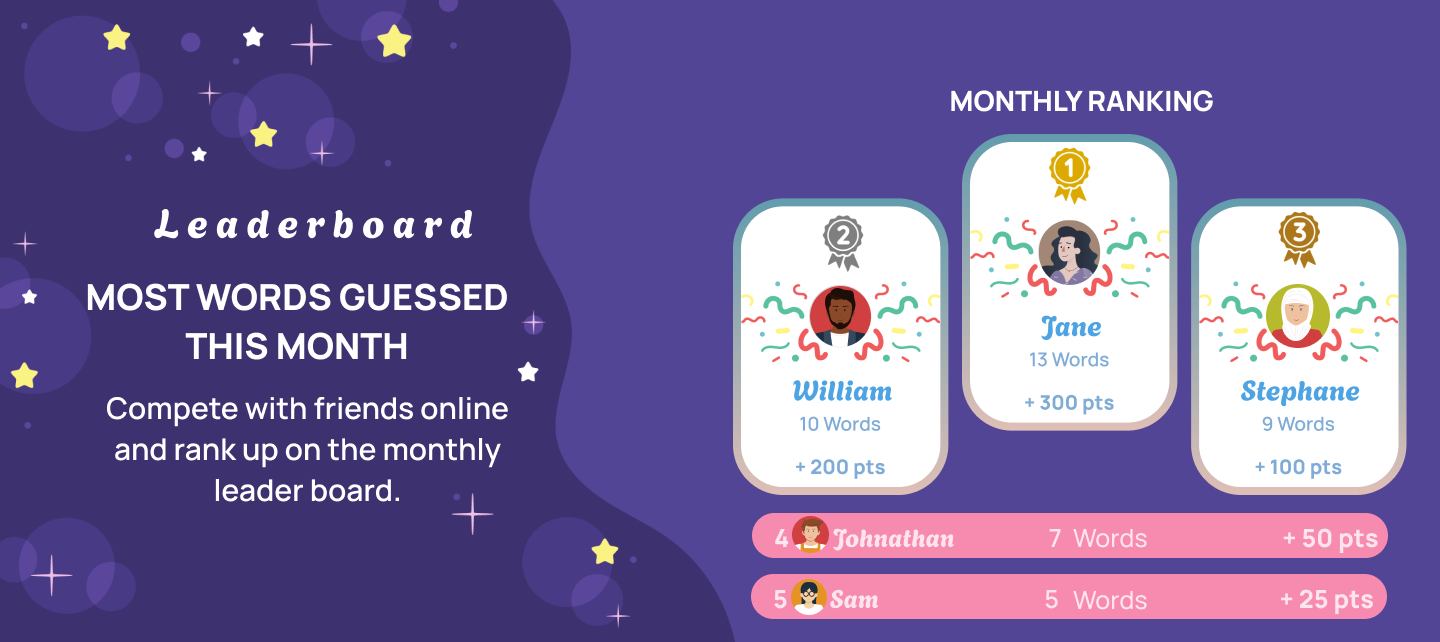 Leaderboard
MOST WORDS GUESSED
THIS MONTH
Compete with friends online
and rank up on the monthly
leader board.
MONTHLY RANKING
1
Jane
13 Words
+ 300 pts
2
William
10 Words
+ 200 pts
3
Stephane
9 Words
+ 100 pts
4 Johnathan 7 Words + 50 pts
5 Sam 5 Words + 25 pts